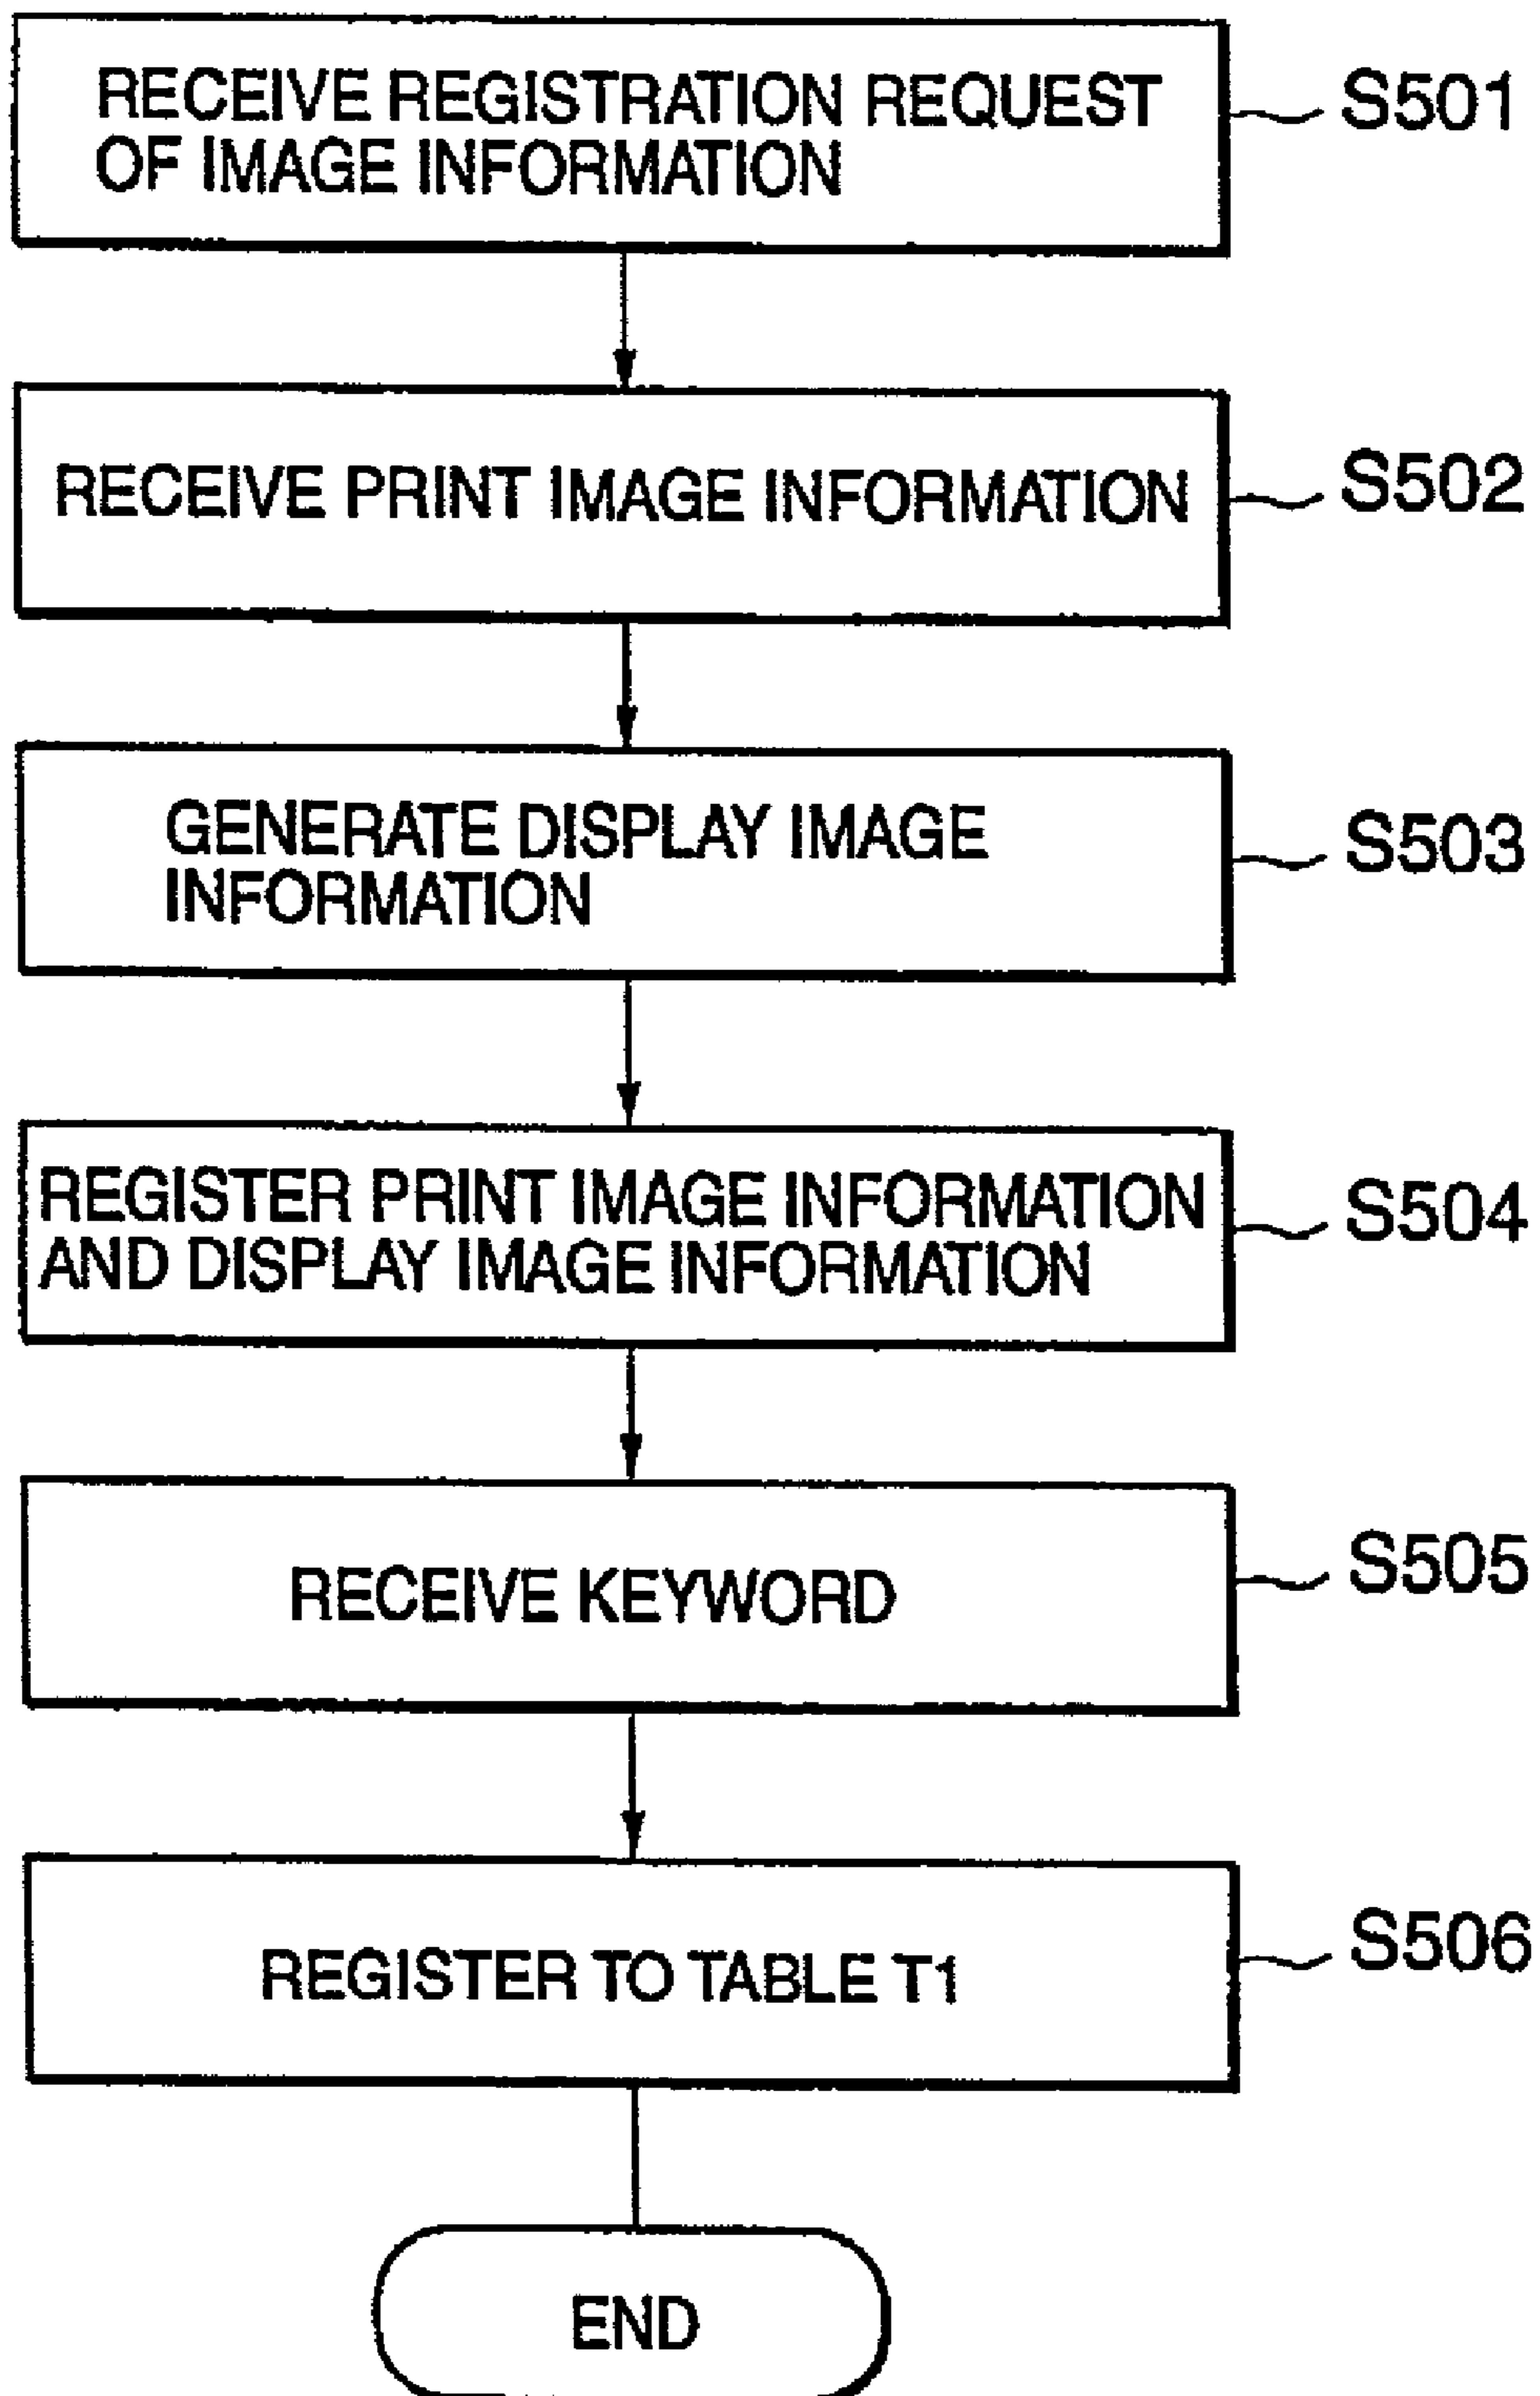 RECEIVE REGISTRATION REQUEST
OF IMAGE INFORMATION
S501
RECEIVE PRINT IMAGE INFORMATION
S502
GENERATE DISPLAY IMAGE
INFORMATION
S503
REGISTER PRINT IMAGE INFORMATION
AND DISPLAY IMAGE INFORMATION
S504
RECEIVE KEYWORD
S505
REGISTER TO TABLE T1
S506
END